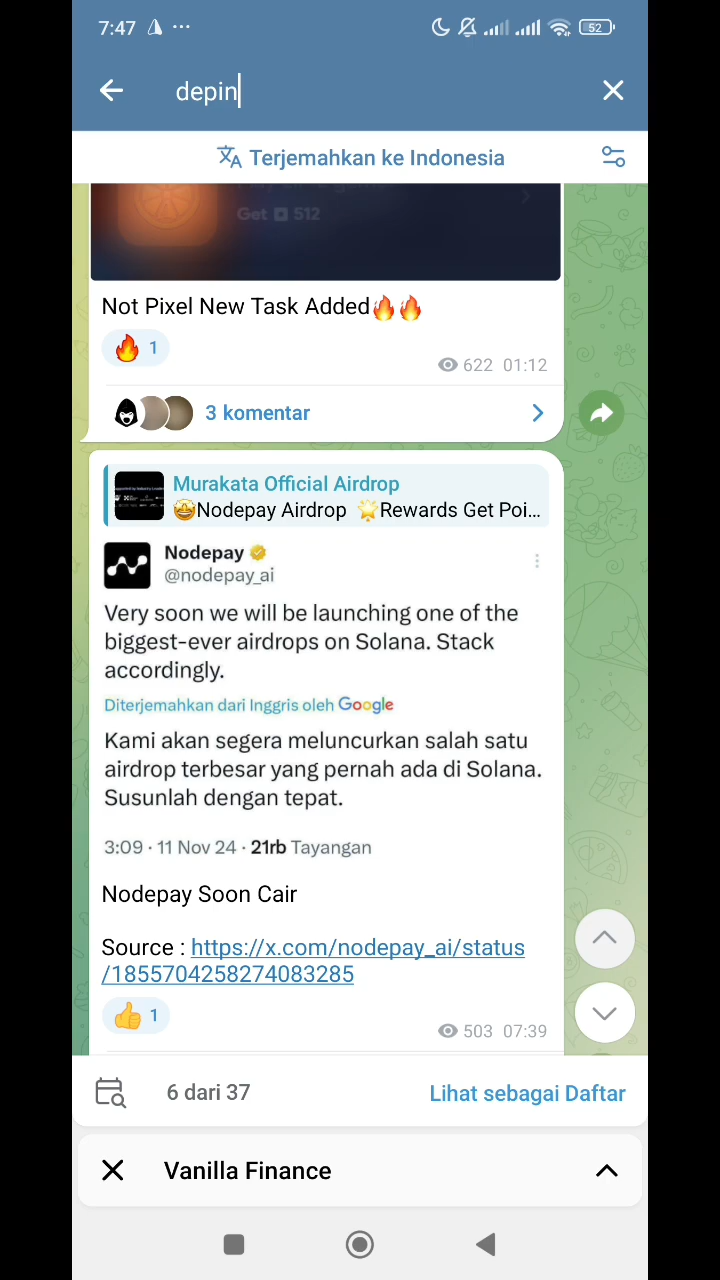 7:47
52
depin
Terjemahkan ke Indonesia
Get 512
Not Pixel New Task Added🔥🔥
🔥 1
622 01:12
3 komentar
Murakata Official Airdrop
🤩Nodepay Airdrop 🌟Rewards Get Poi...
Nodepay
@nodepay_ai
Very soon we will be launching one of the
biggest-ever airdrops on Solana. Stack
accordingly.
Diterjemahkan dari Inggris oleh Google
Kami akan segera meluncurkan salah satu
airdrop terbesar yang pernah ada di Solana.
Susunlah dengan tepat.
3:09 · 11 Nov 24 · 21rb Tayangan
Nodepay Soon Cair
Source : https://x.com/nodepay_ai/status
/1855704258274083285
👍 1
503 07:39
6 dari 37
Lihat sebagai Daftar
Vanilla Finance